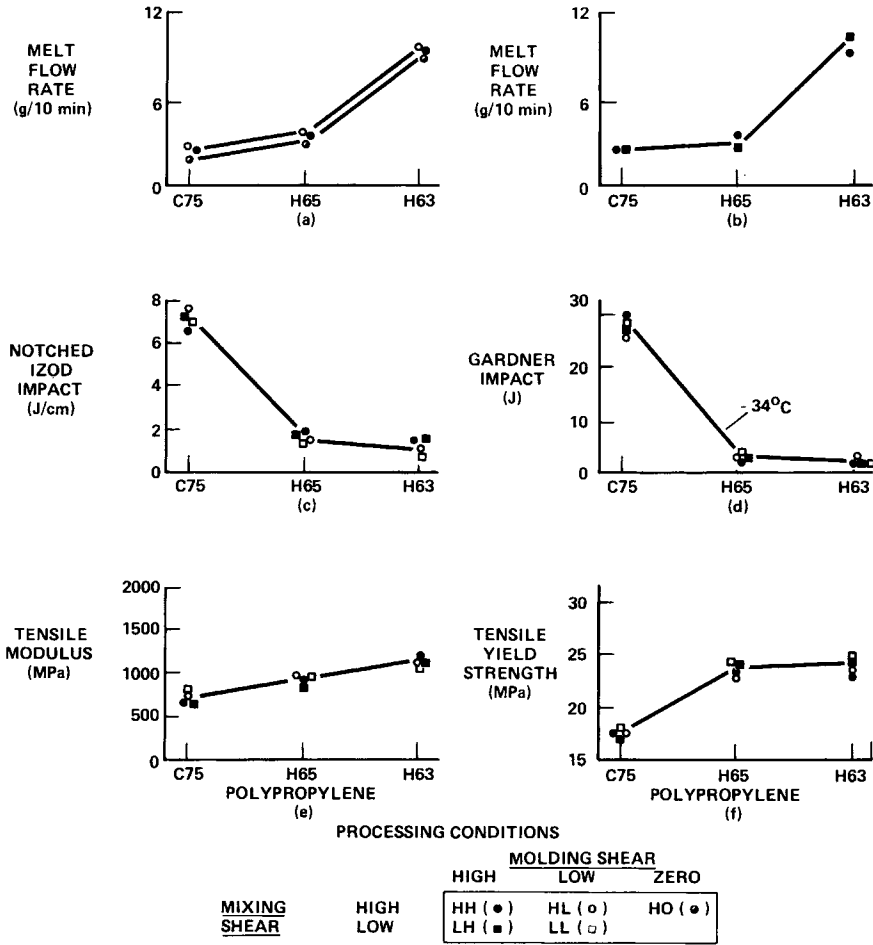 12
MELT
FLOW
RATE
(g/10 min)
6
0
C75 H65 H63
(a)
12
MELT
FLOW
RATE
(g/10 min)
6
0
C75 H65 H63
(b)
8
6
NOTCHED
IZOD
IMPACT
(J/cm)
4
2
0
C75 H65 H63
(c)
30
GARDNER
IMPACT
(J)
20
10
0
- 34°C
C75 H65 H63
(d)
2000
TENSILE
MODULUS
(MPa)
1500
1000
500
0
C75 H65 H63
POLYPROPYLENE
(e)
30
TENSILE
YIELD
STRENGTH
(MPa)
25
20
15
C75 H65 H63
POLYPROPYLENE
(f)
PROCESSING CONDITIONS
MOLDING SHEAR
HIGH LOW ZERO
MIXING HIGH HH ( ● ) HL ( ○ ) HO ( ◕ )
SHEAR LOW LH ( ■ ) LL ( □ )